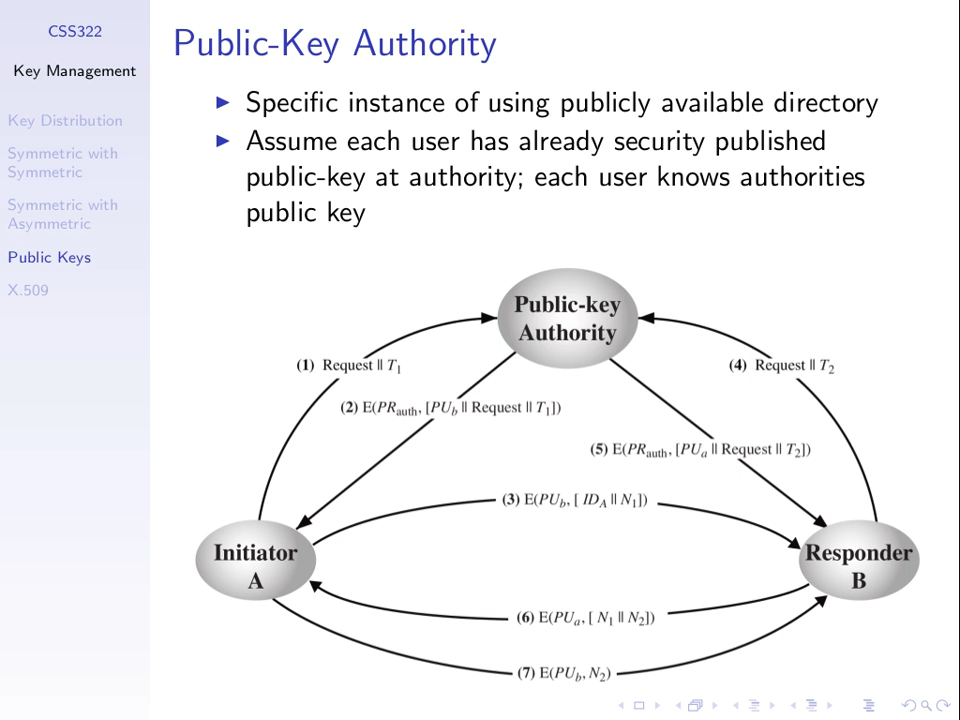 CSS322
Key Management
Key Distribution
Symmetric with
Symmetric
Symmetric with
Asymmetric
Public Keys
X.509
Public-Key Authority
Specific instance of using publicly available directory
Assume each user has already security published
public-key at authority; each user knows authorities
public key
Public-key
Authority
(1) Request || T₁
(4) Request || T₂
(2) E(PR_auth, [PU_b || Request || T₁])
(5) E(PR_auth, [PU_a || Request || T₂])
(3) E(PU_b, [ ID_A || N₁])
Initiator
A
Responder
B
(6) E(PU_a, [ N₁ || N₂])
(7) E(PU_b, N₂)